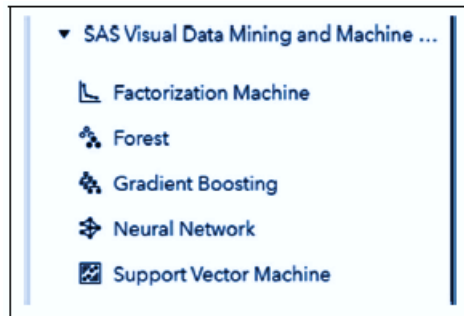 SAS Visual Data Mining and Machine ...
Factorization Machine
Forest
Gradient Boosting
Neural Network
Support Vector Machine